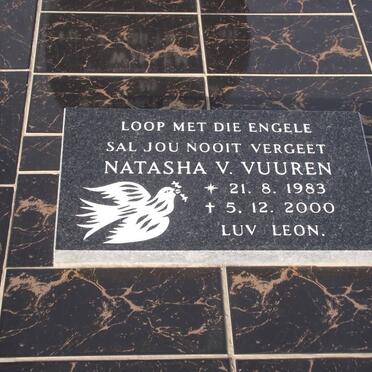 LOOP MET DIE ENGELE
SAL JOU NOOIT VERGEET
NATASHA V. VUUREN
* 21. 8. 1983
✝ 5. 12. 2000
LUV LEON.